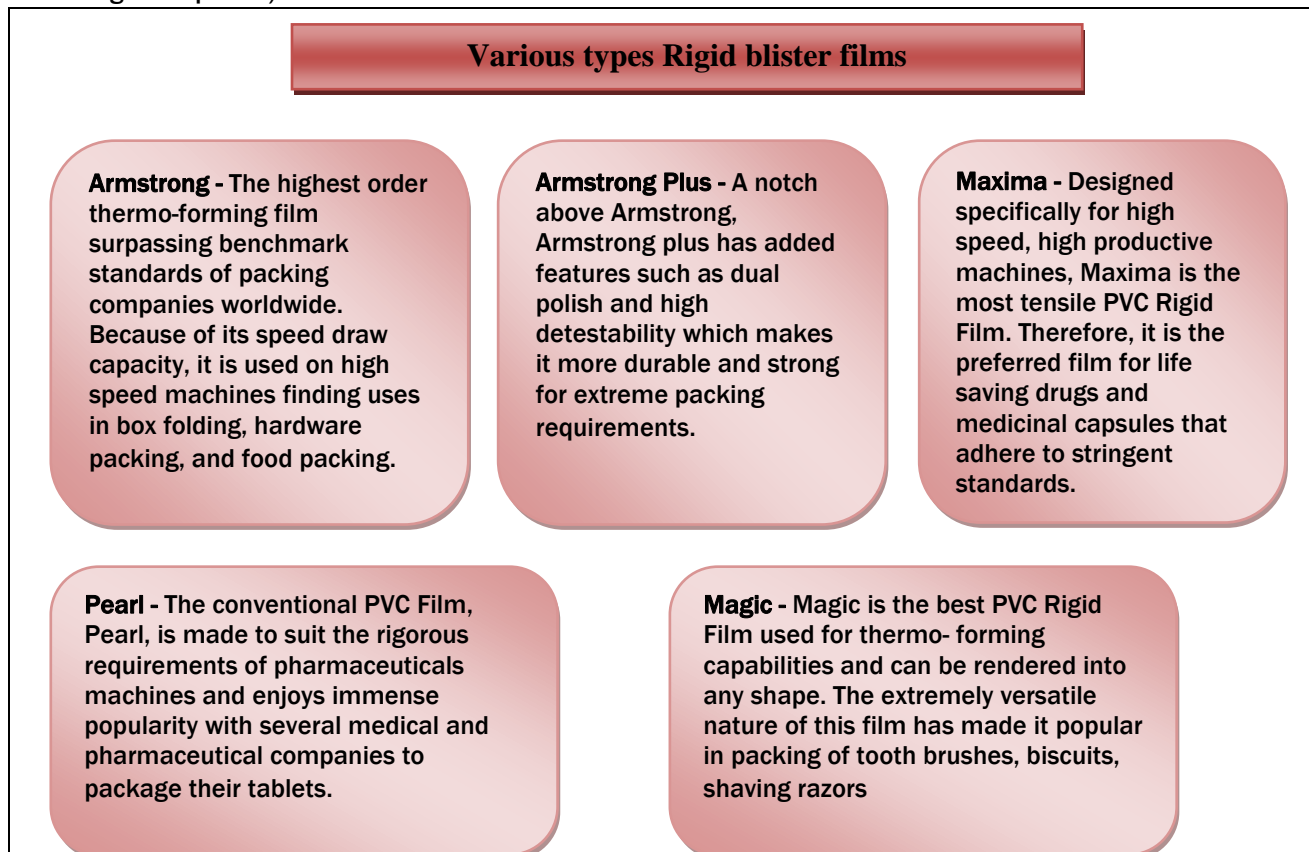 Various types Rigid blister films
Armstrong - The highest order
thermo-forming film
surpassing benchmark
standards of packing
companies worldwide.
Because of its speed draw
capacity, it is used on high
speed machines finding uses
in box folding, hardware
packing, and food packing.
Armstrong Plus - A notch
above Armstrong,
Armstrong plus has added
features such as dual
polish and high
detestability which makes
it more durable and strong
for extreme packing
requirements.
Maxima - Designed
specifically for high
speed, high productive
machines, Maxima is the
most tensile PVC Rigid
Film. Therefore, it is the
preferred film for life
saving drugs and
medicinal capsules that
adhere to stringent
standards.
Pearl - The conventional PVC Film,
Pearl, is made to suit the rigorous
requirements of pharmaceuticals
machines and enjoys immense
popularity with several medical and
pharmaceutical companies to
package their tablets.
Magic - Magic is the best PVC Rigid
Film used for thermo- forming
capabilities and can be rendered into
any shape. The extremely versatile
nature of this film has made it popular
in packing of tooth brushes, biscuits,
shaving razors